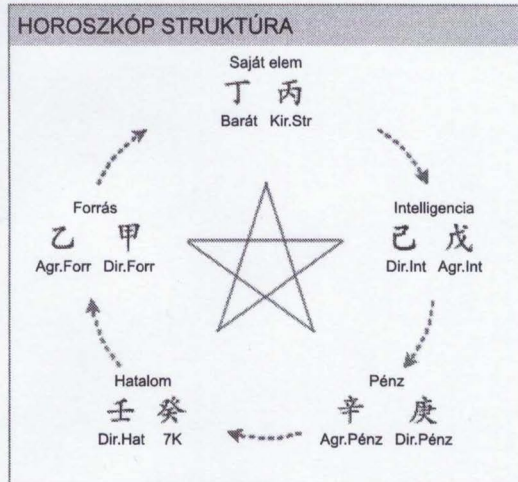 HOROSZKÓP STRUKTÚRA
Saját elem
丁 丙
Barát Kir.Str
Forrás
乙 甲
Agr.Forr Dir.Forr
Intelligencia
己 戊
Dir.Int Agr.Int
Hatalom
壬 癸
Dir.Hat 7K
Pénz
辛 庚
Agr.Pénz Dir.Pénz